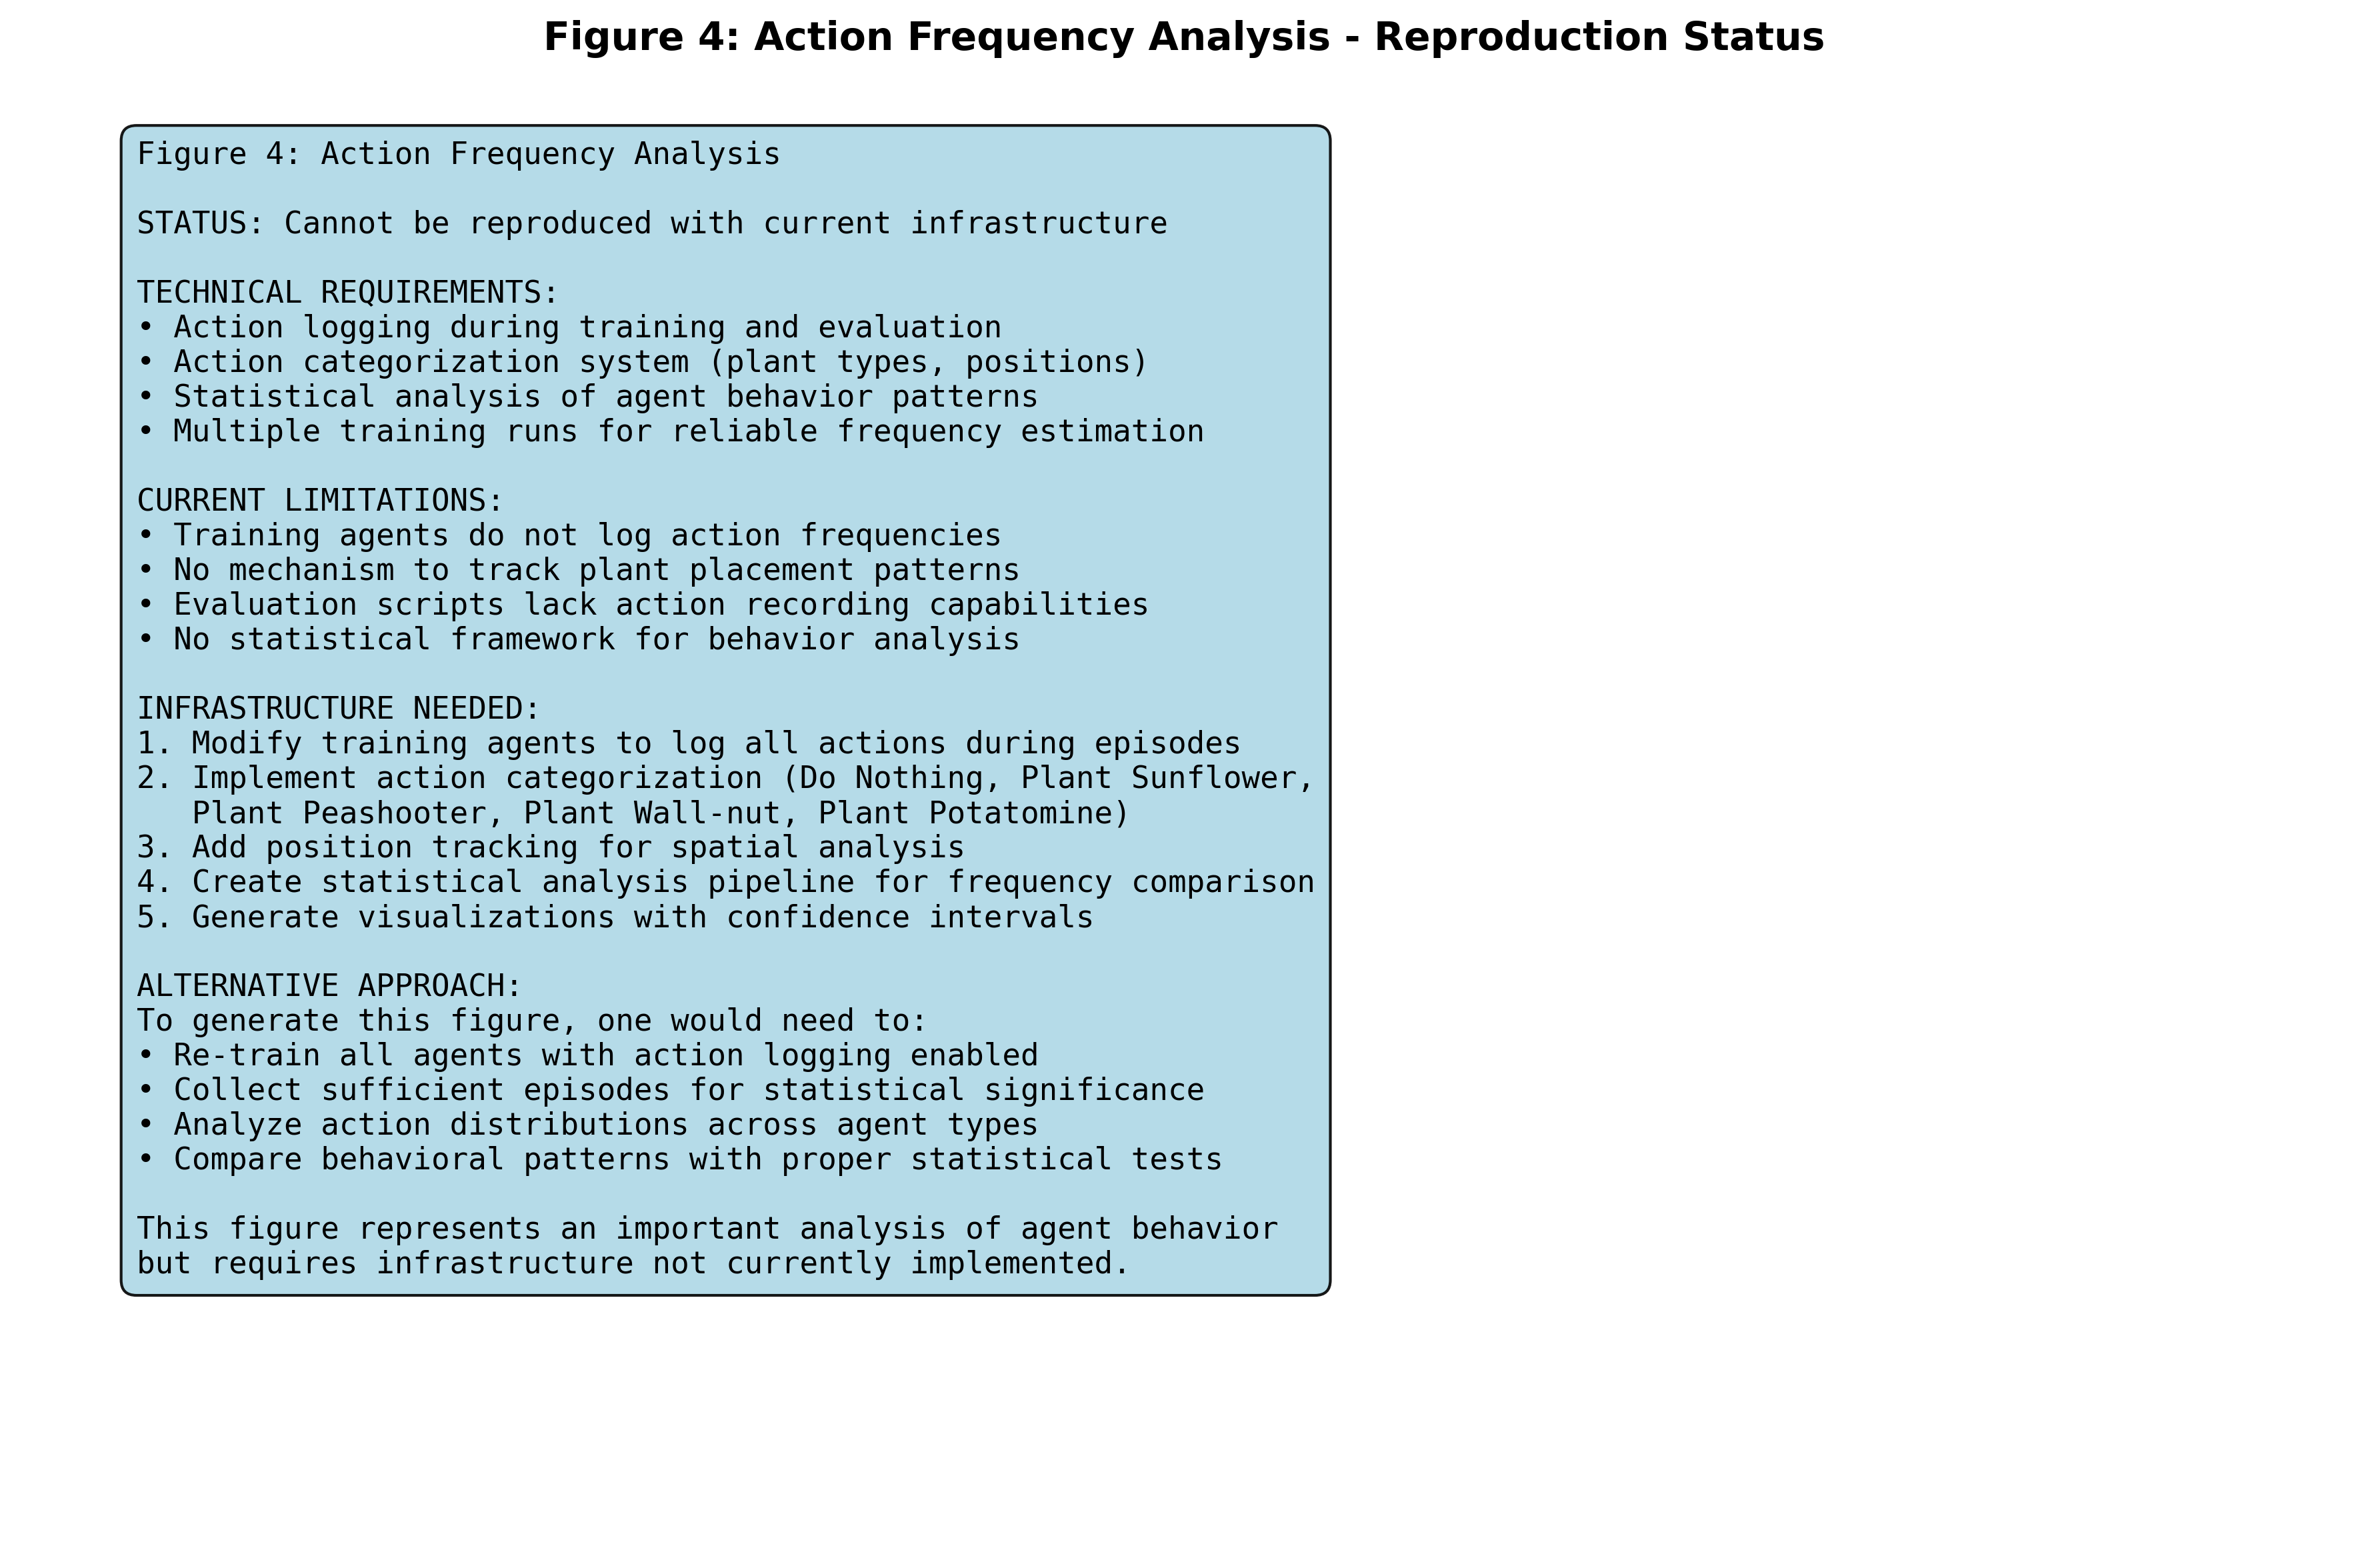 Figure 4: Action Frequency Analysis - Reproduction Status
Figure 4: Action Frequency Analysis
STATUS: Cannot be reproduced with current infrastructure
TECHNICAL REQUIREMENTS:
• Action logging during training and evaluation
• Action categorization system (plant types, positions)
• Statistical analysis of agent behavior patterns
• Multiple training runs for reliable frequency estimation
CURRENT LIMITATIONS:
• Training agents do not log action frequencies
• No mechanism to track plant placement patterns
• Evaluation scripts lack action recording capabilities
• No statistical framework for behavior analysis
INFRASTRUCTURE NEEDED:
1. Modify training agents to log all actions during episodes
2. Implement action categorization (Do Nothing, Plant Sunflower,
Plant Peashooter, Plant Wall-nut, Plant Potatomine)
3. Add position tracking for spatial analysis
4. Create statistical analysis pipeline for frequency comparison
5. Generate visualizations with confidence intervals
ALTERNATIVE APPROACH:
To generate this figure, one would need to:
• Re-train all agents with action logging enabled
• Collect sufficient episodes for statistical significance
• Analyze action distributions across agent types
• Compare behavioral patterns with proper statistical tests
This figure represents an important analysis of agent behavior
but requires infrastructure not currently implemented.